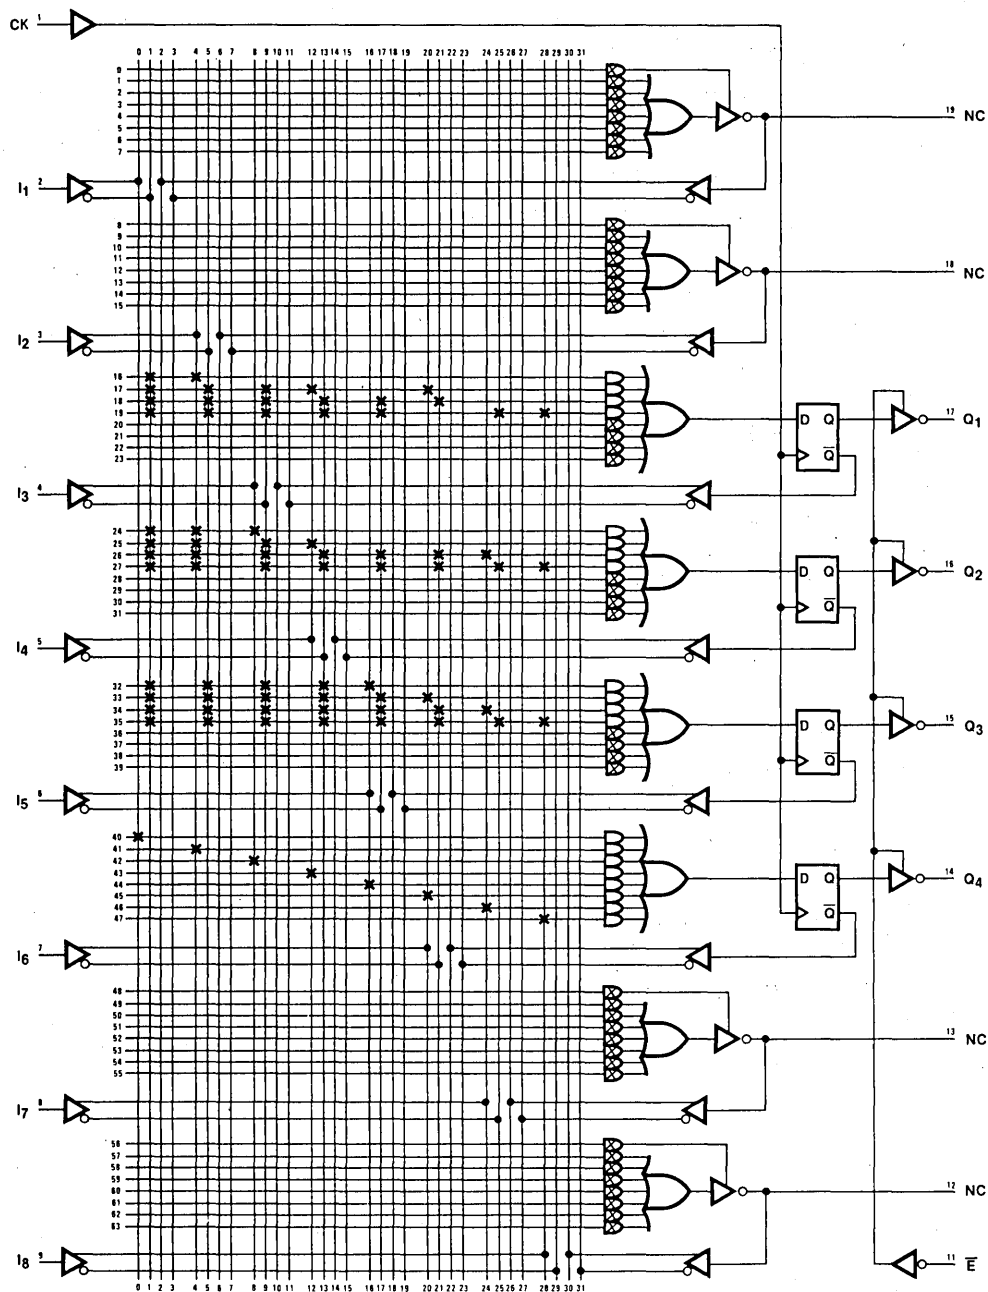 CK 1
0 1 2 3 4 5 6 7 8 9 10 11 12 13 14 15 16 17 18 19 20 21 22 23 24 25 26 27 28 29 30 31
0
1
2
3
4
5
6
7
19 NC
I1 2
8
9
10
11
12
13
14
15
18 NC
I2 3
16
17
18
19
20
21
22
23
D Q
Q̅
17 Q1
I3 4
24
25
26
27
28
29
30
31
D Q
Q̅
16 Q2
I4 5
32
33
34
35
36
37
38
39
D Q
Q̅
15 Q3
I5 6
40
41
42
43
44
45
46
47
D Q
Q̅
14 Q4
I6 7
48
49
50
51
52
53
54
55
13 NC
I7 8
56
57
58
59
60
61
62
63
12 NC
I8 9
11 E̅
0 1 2 3 4 5 6 7 8 9 10 11 12 13 14 15 16 17 18 19 20 21 22 23 24 25 26 27 28 29 30 31